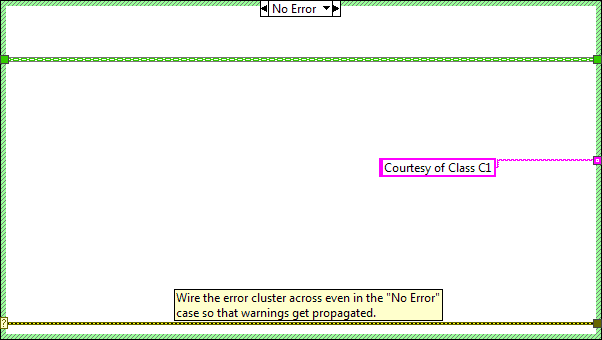 No Error
Courtesy of Class C1
Wire the error cluster across even in the "No Error"
case so that warnings get propagated.
?